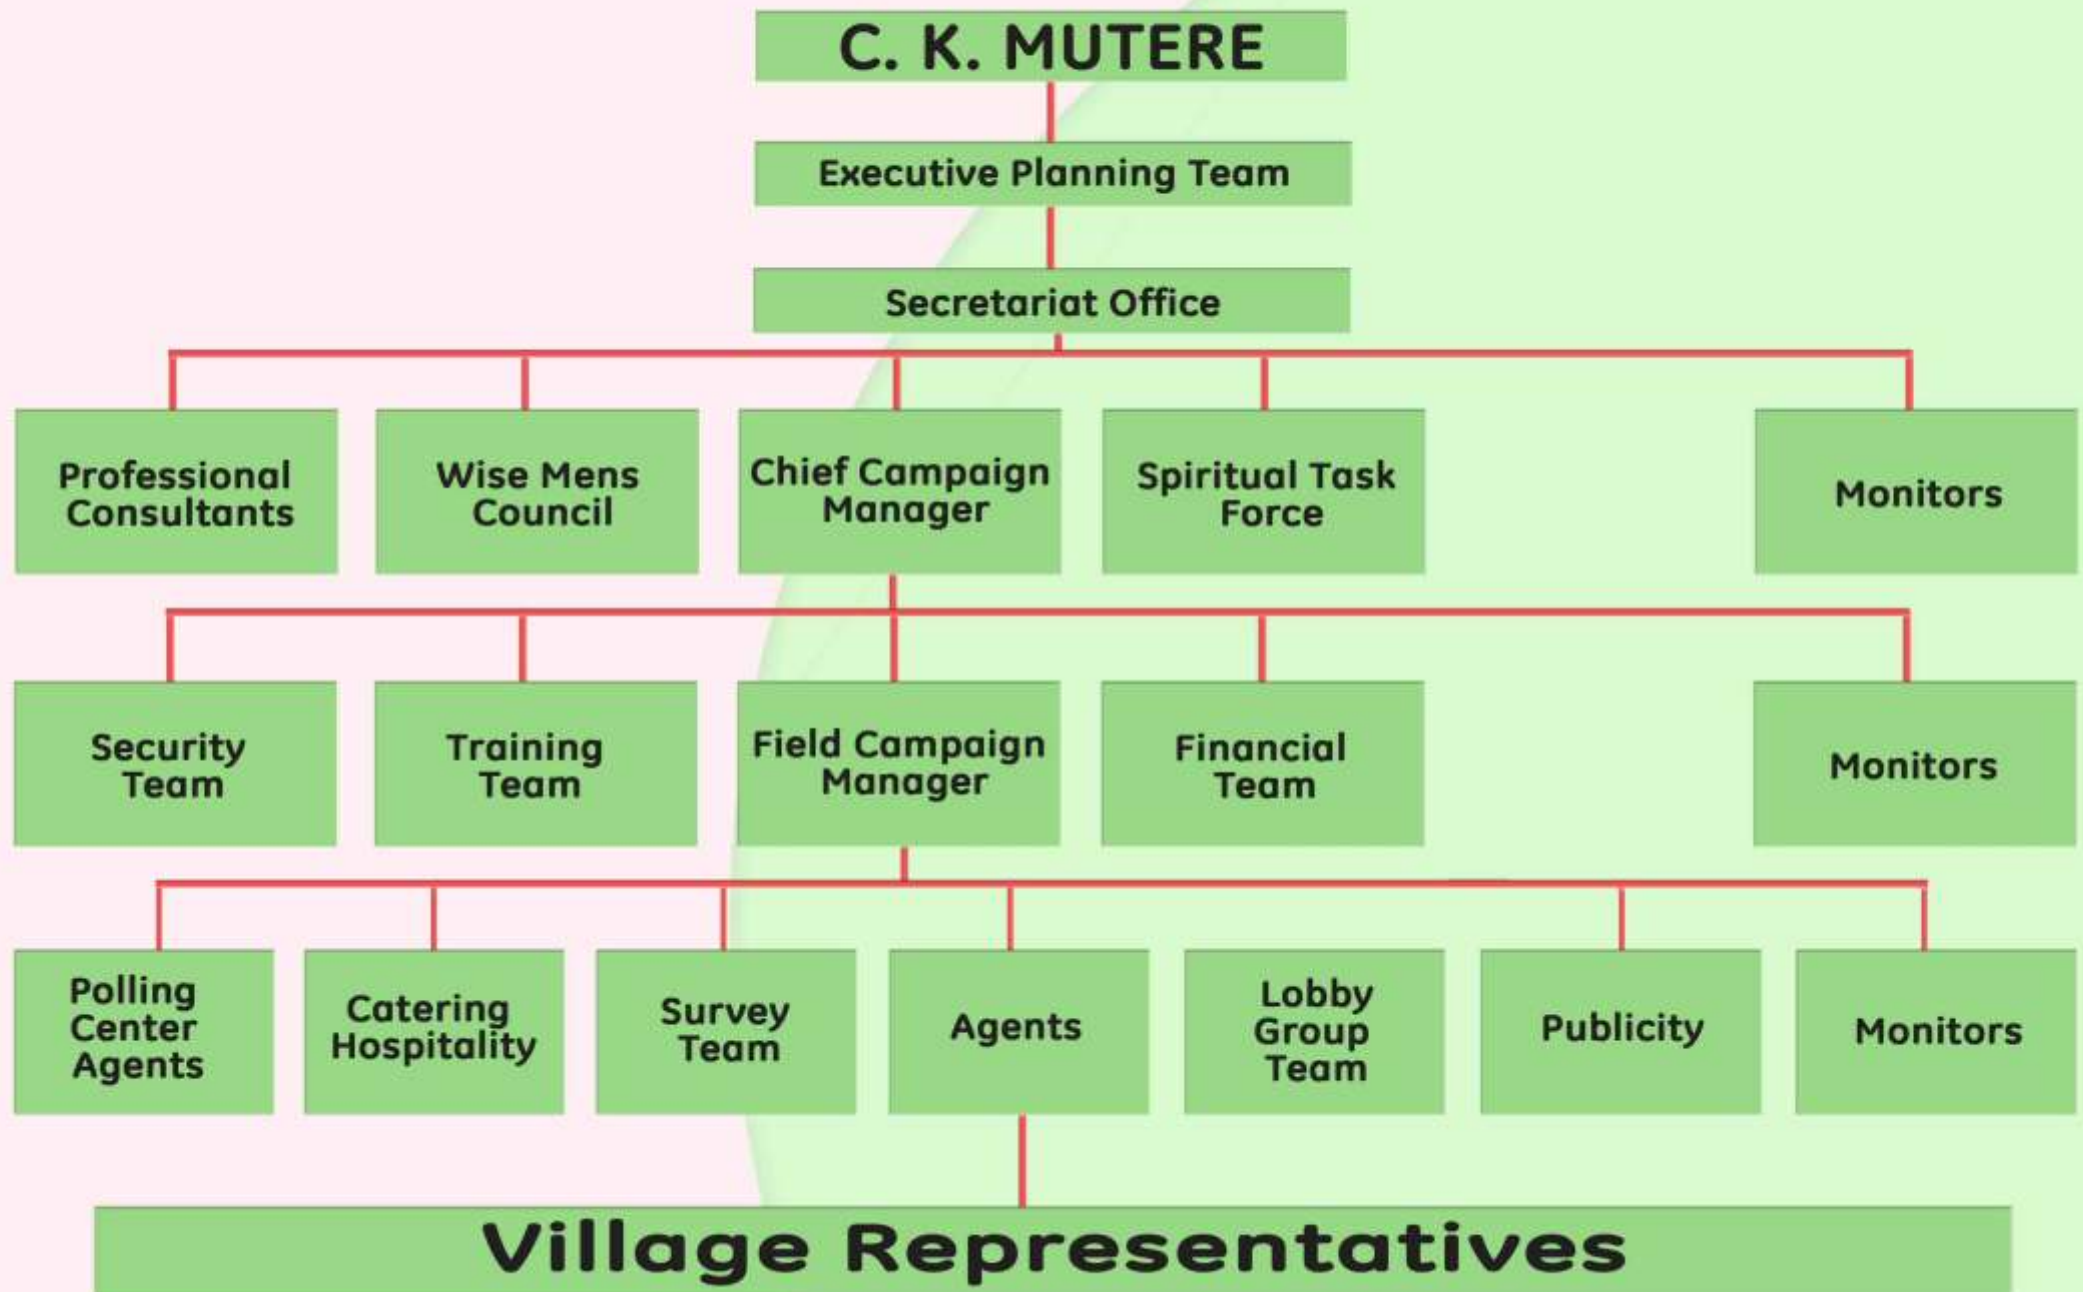 C. K. MUTERE
Executive Planning Team
Secretariat Office
Professional
Consultants
Wise Mens
Council
Chief Campaign
Manager
Spiritual Task
Force
Monitors
Security
Team
Training
Team
Field Campaign
Manager
Financial
Team
Monitors
Polling
Center
Agents
Catering
Hospitality
Survey
Team
Agents
Lobby
Group
Team
Publicity
Monitors
Village Representatives